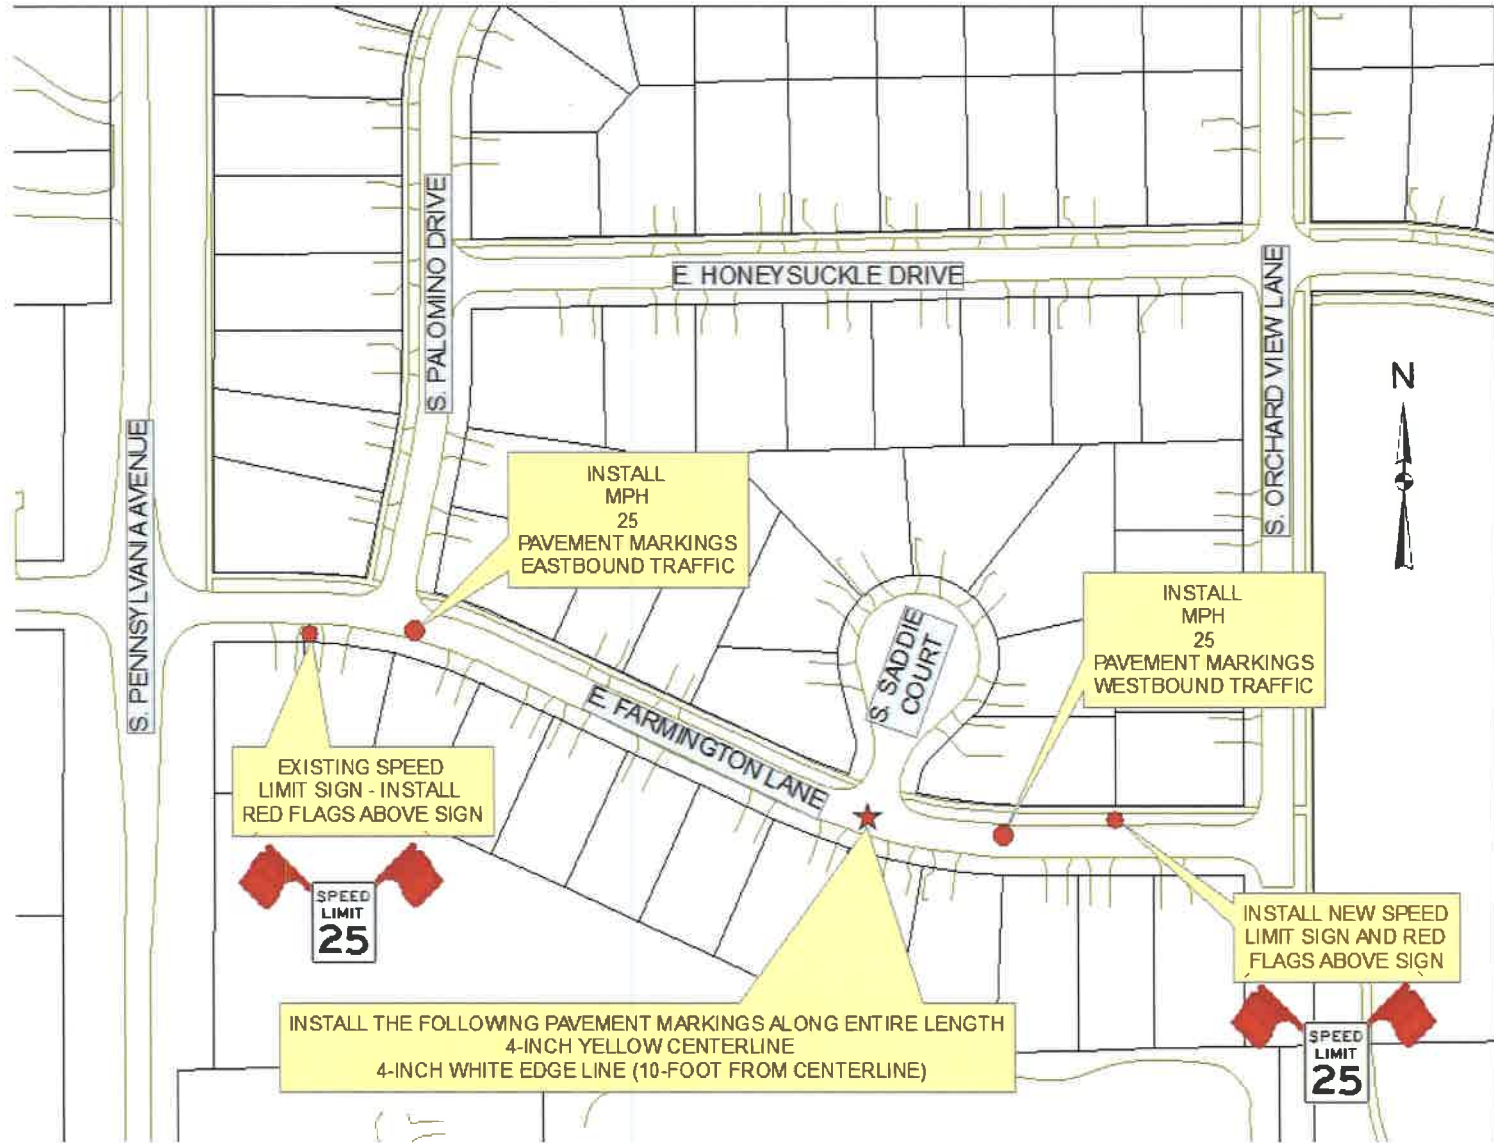 S. PALOMINO DRIVE
E. HONEYSUCKLE DRIVE
S. ORCHARD VIEW LANE
N
S. PENNSYLVANIA AVENUE
INSTALL
MPH
25
PAVEMENT MARKINGS
EASTBOUND TRAFFIC
INSTALL
MPH
25
PAVEMENT MARKINGS
WESTBOUND TRAFFIC
S. SADDIE
COURT
E. FARMINGTON LANE
EXISTING SPEED
LIMIT SIGN - INSTALL
RED FLAGS ABOVE SIGN
SPEED
LIMIT
25
INSTALL NEW SPEED
LIMIT SIGN AND RED
FLAGS ABOVE SIGN
INSTALL THE FOLLOWING PAVEMENT MARKINGS ALONG ENTIRE LENGTH
4-INCH YELLOW CENTERLINE
4-INCH WHITE EDGE LINE (10-FOOT FROM CENTERLINE)
SPEED
LIMIT
25